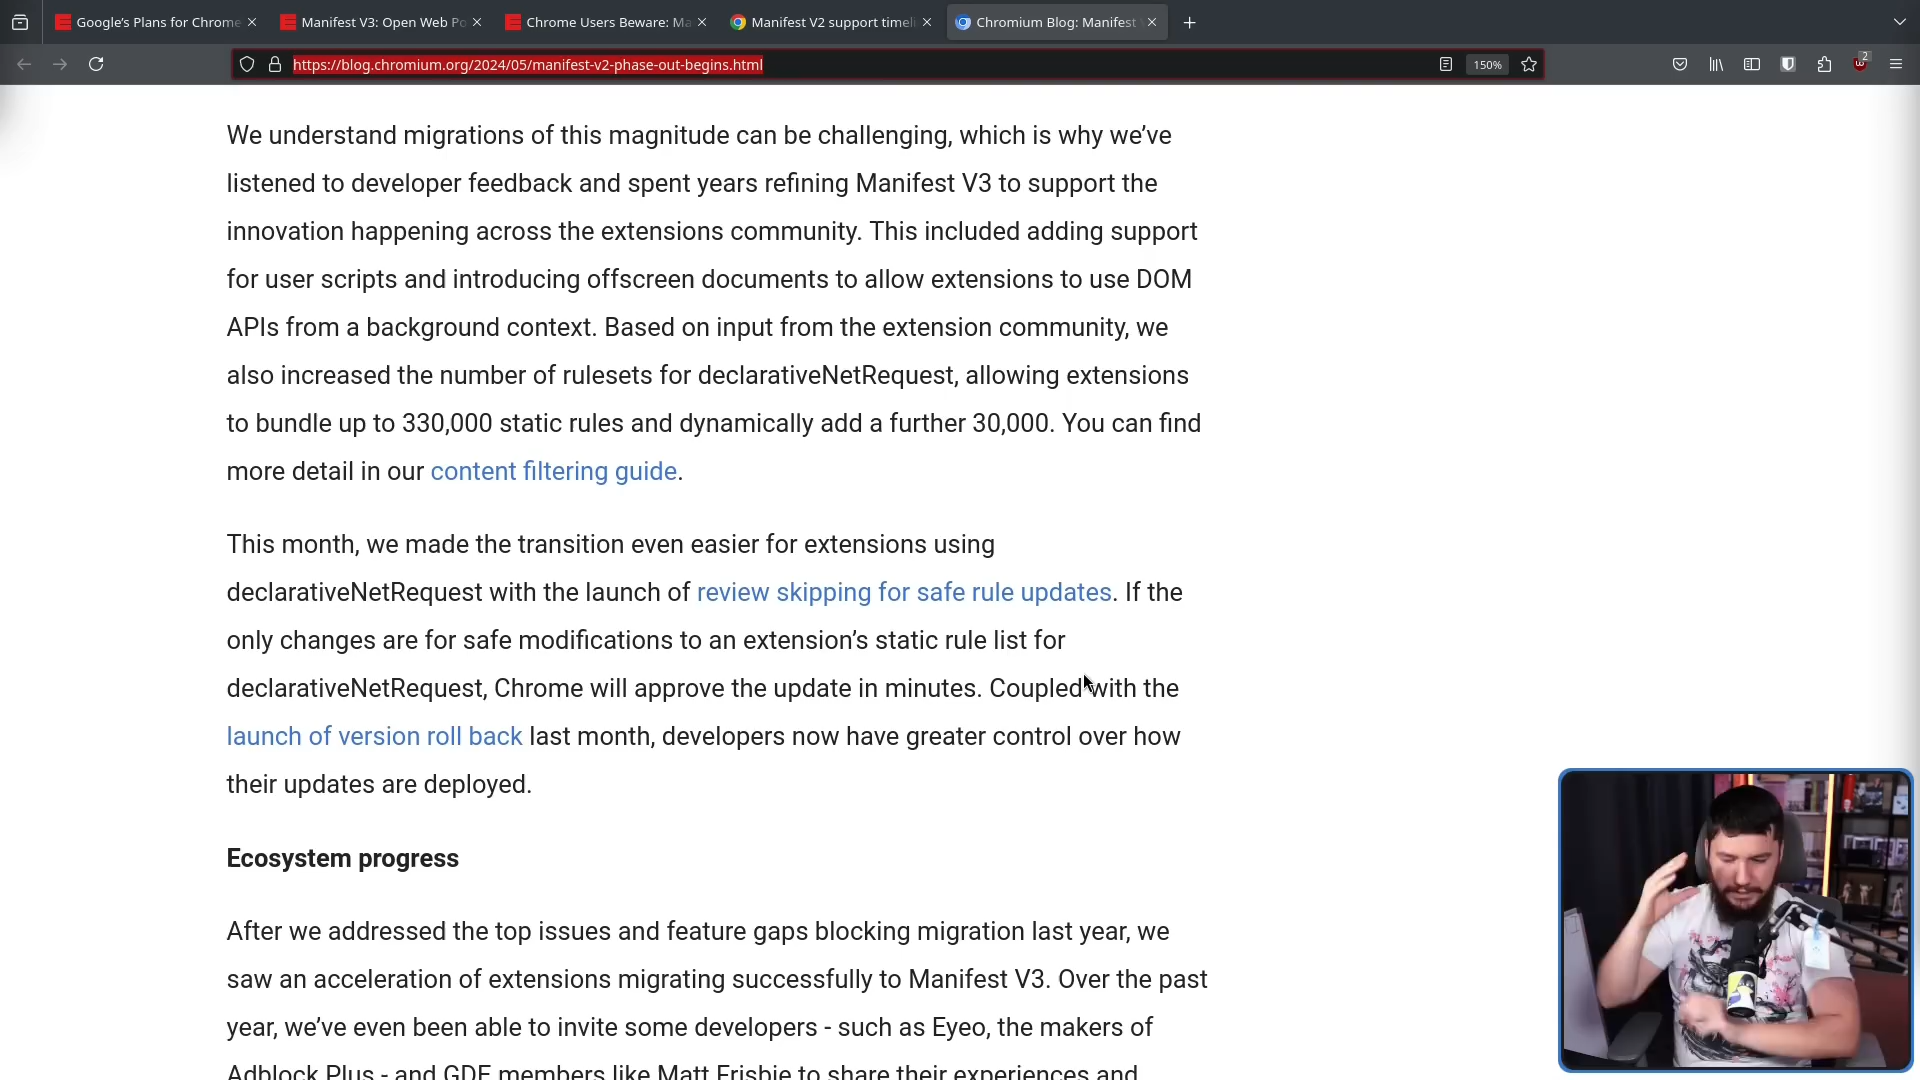 Google's Plans for Chrome
Manifest V3: Open Web Po
Chrome Users Beware: Ma
Manifest V2 support timeli
Chromium Blog: Manifest
https://blog.chromium.org/2024/05/manifest-v2-phase-out-begins.html
150%
2
We understand migrations of this magnitude can be challenging, which is why we’ve
listened to developer feedback and spent years refining Manifest V3 to support the
innovation happening across the extensions community. This included adding support
for user scripts and introducing offscreen documents to allow extensions to use DOM
APIs from a background context. Based on input from the extension community, we
also increased the number of rulesets for declarativeNetRequest, allowing extensions
to bundle up to 330,000 static rules and dynamically add a further 30,000. You can find
more detail in our content filtering guide.
This month, we made the transition even easier for extensions using
declarativeNetRequest with the launch of review skipping for safe rule updates. If the
only changes are for safe modifications to an extension’s static rule list for
declarativeNetRequest, Chrome will approve the update in minutes. Coupled with the
launch of version roll back last month, developers now have greater control over how
their updates are deployed.
Ecosystem progress
After we addressed the top issues and feature gaps blocking migration last year, we
saw an acceleration of extensions migrating successfully to Manifest V3. Over the past
year, we’ve even been able to invite some developers - such as Eyeo, the makers of
Adblock Plus - and GDE members like Matt Frisbie to share their experiences and